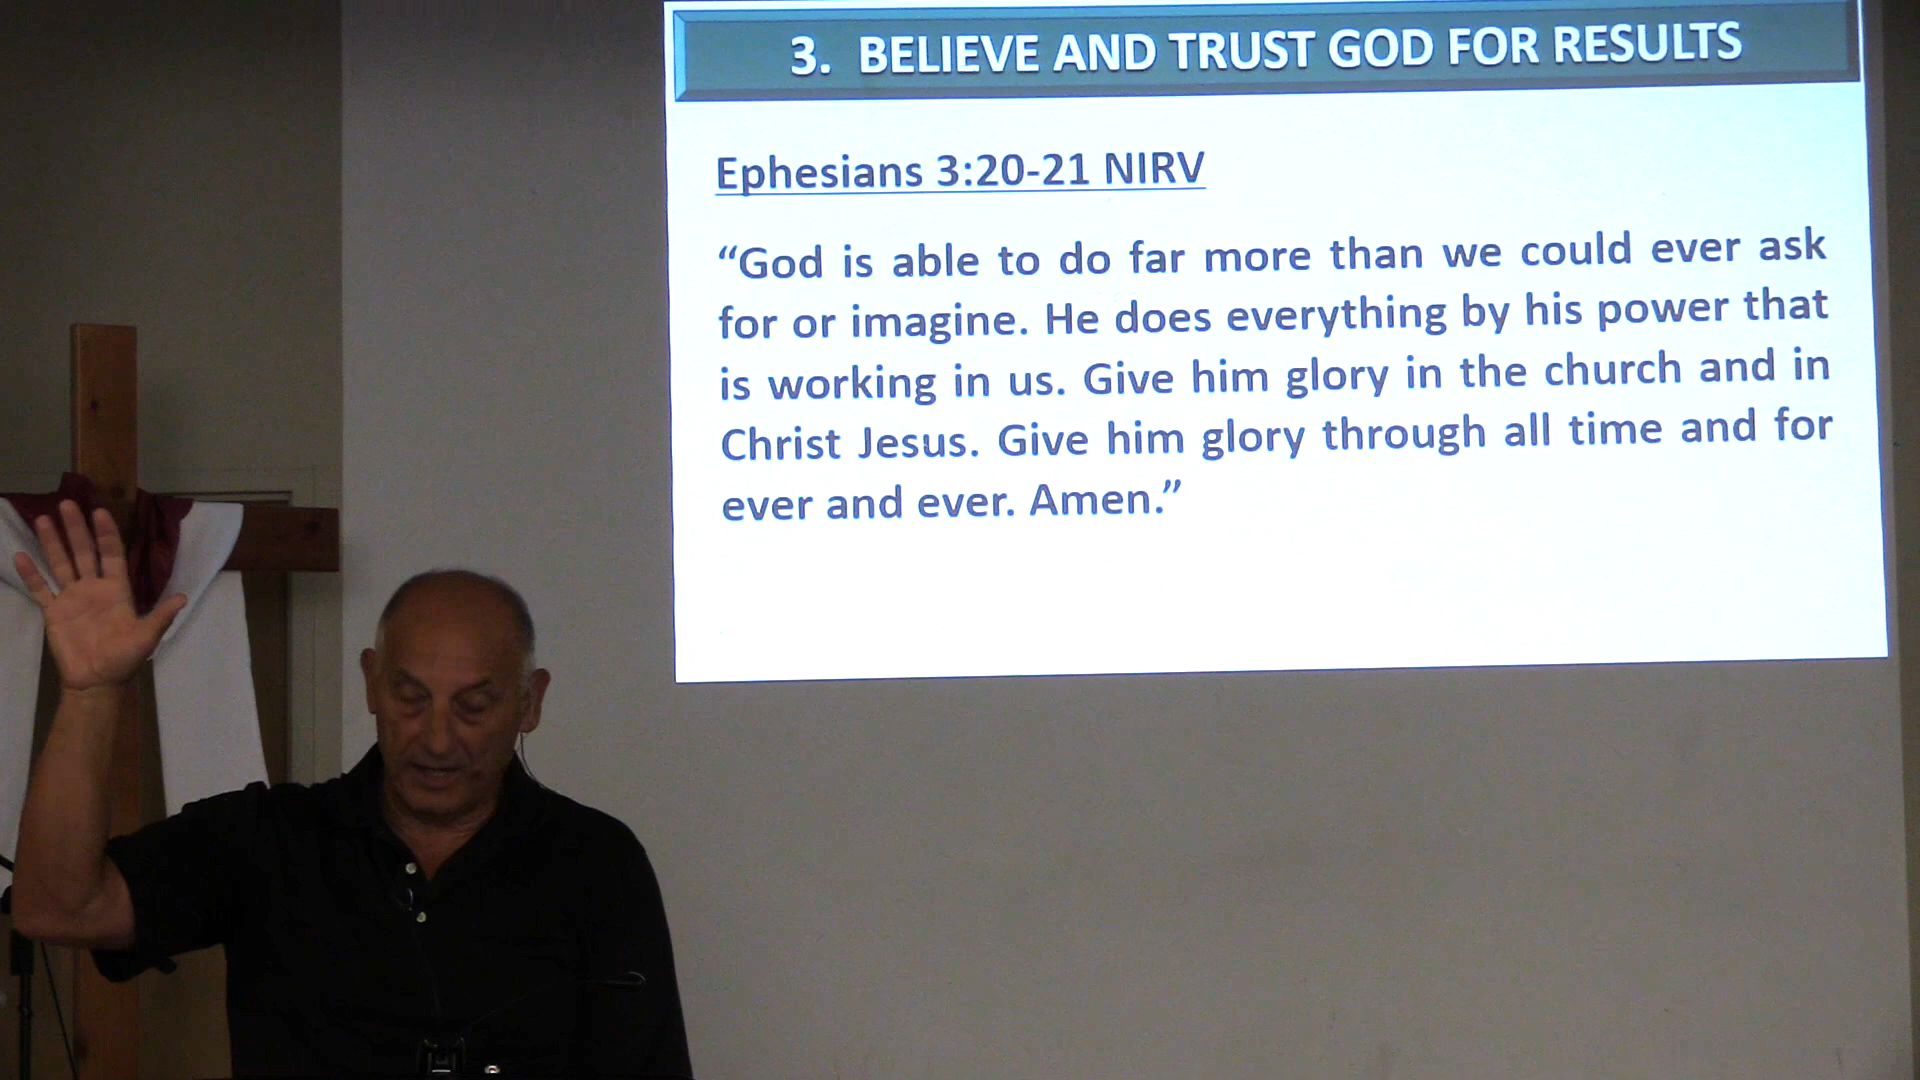 3. BELIEVE AND TRUST GOD FOR RESULTS
Ephesians 3:20-21 NIRV
“God is able to do far more than we could ever ask
for or imagine. He does everything by his power that
is working in us. Give him glory in the church and in
Christ Jesus. Give him glory through all time and for
ever and ever. Amen.”